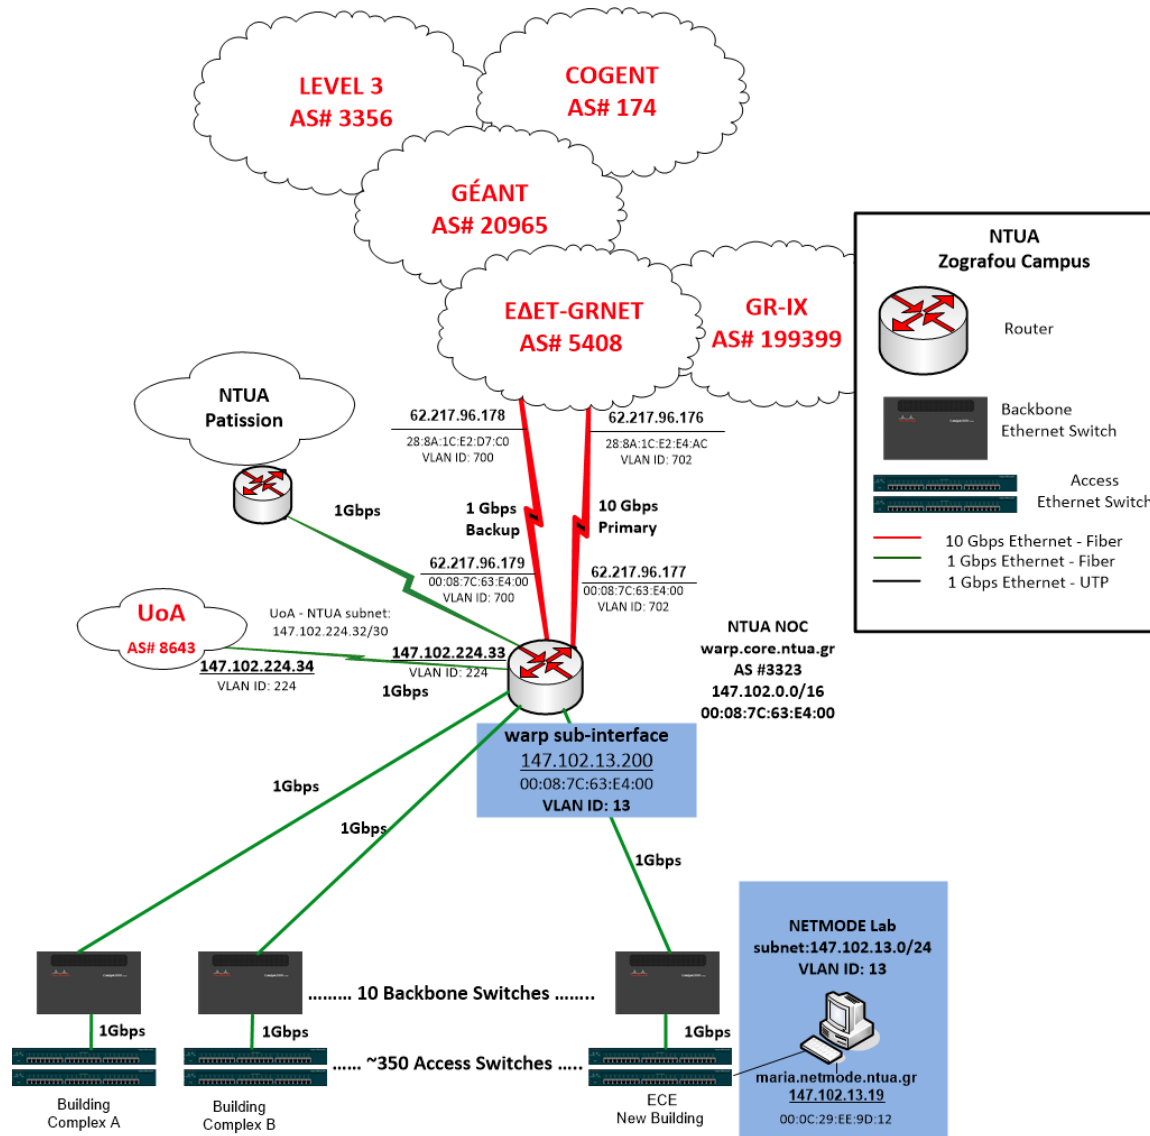 LEVEL 3
AS# 3356
COGENT
AS# 174
GÉANT
AS# 20965
ΕΔΕΤ-GRNET
AS# 5408
GR-IX
AS# 199399
NTUA
Zografou Campus
Router
Backbone
Ethernet Switch
Access
Ethernet Switch
10 Gbps Ethernet - Fiber
1 Gbps Ethernet - Fiber
1 Gbps Ethernet - UTP
NTUA
Patission
62.217.96.178
28:8A:1C:E2:D7:C0
VLAN ID: 700
62.217.96.176
28:8A:1C:E2:E4:AC
VLAN ID: 702
1Gbps
1 Gbps
Backup
10 Gbps
Primary
62.217.96.179
00:08:7C:63:E4:00
VLAN ID: 700
62.217.96.177
00:08:7C:63:E4:00
VLAN ID: 702
UoA
AS# 8643
UoA - NTUA subnet:
147.102.224.32/30
147.102.224.34
VLAN ID: 224
147.102.224.33
VLAN ID: 224
1Gbps
NTUA NOC
warp.core.ntua.gr
AS #3323
147.102.0.0/16
00:08:7C:63:E4:00
warp sub-interface
147.102.13.200
00:08:7C:63:E4:00
VLAN ID: 13
1Gbps
1Gbps
1Gbps
NETMODE Lab
subnet:147.102.13.0/24
VLAN ID: 13
maria.netmode.ntua.gr
147.102.13.19
00:0C:29:EE:9D:12
......... 10 Backbone Switches ........
1Gbps
1Gbps
1Gbps
...... ~350 Access Switches .....
Building
Complex A
Building
Complex B
ECE
New Building